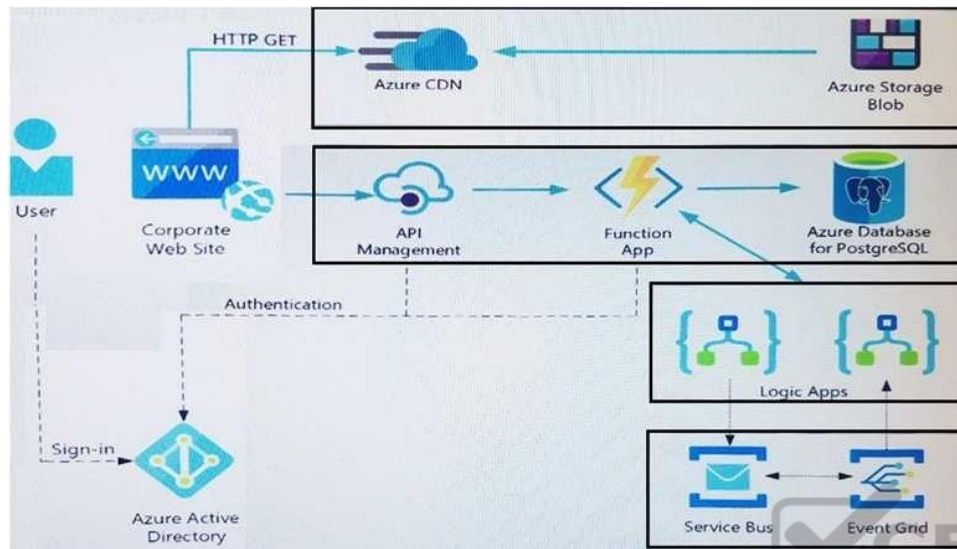 HTTP GET
Azure CDN
Azure Storage
Blob
www
User
Corporate
Web Site
API
Management
Function
App
Azure Database
for PostgreSQL
Authentication
Logic Apps
Sign-in
Azure Active
Directory
Service Bus
Event Grid